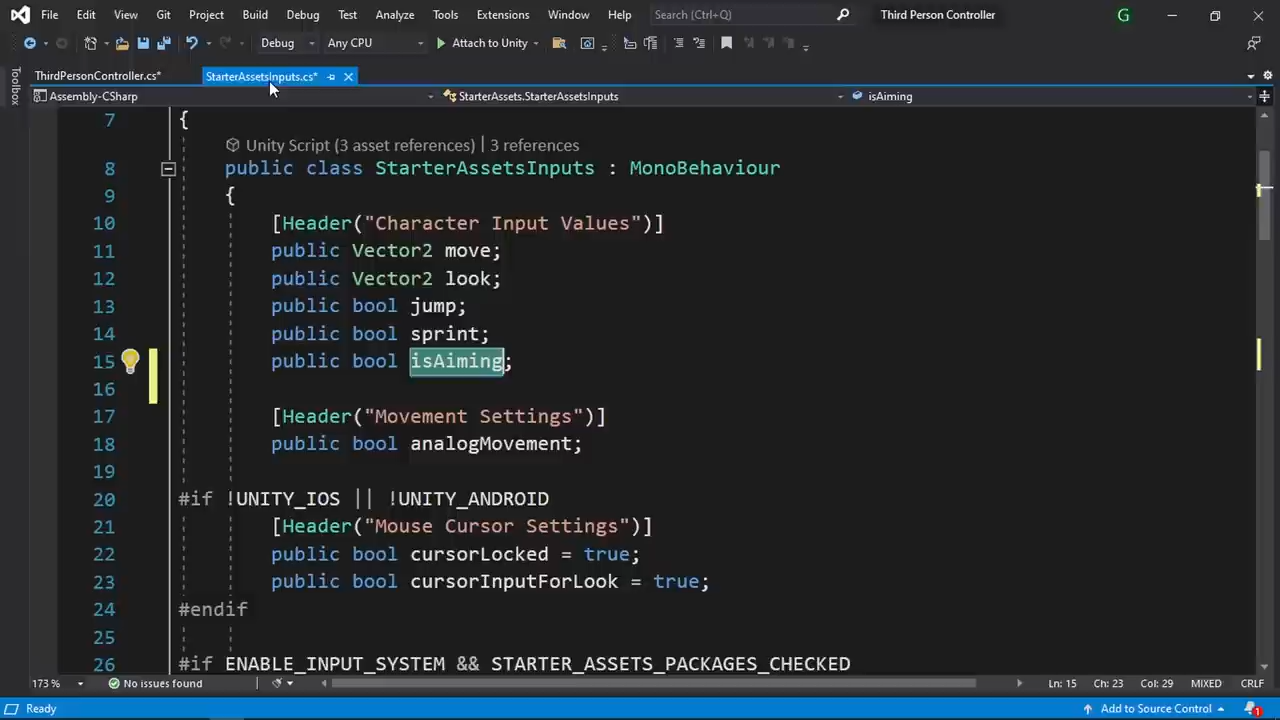 File Edit View Git Project Build Debug Test Analyze Tools Extensions Window Help Search (Ctrl+Q) Third Person Controller G
Debug Any CPU Attach to Unity
Toolbox
ThirdPersonController.cs* StarterAssetsInputs.cs*
Assembly-CSharp StarterAssets.StarterAssetsInputs isAiming
7 {
Unity Script (3 asset references) | 3 references
8 public class StarterAssetsInputs : MonoBehaviour
9 {
10 [Header("Character Input Values")]
11 public Vector2 move;
12 public Vector2 look;
13 public bool jump;
14 public bool sprint;
15 public bool isAiming;
16
17 [Header("Movement Settings")]
18 public bool analogMovement;
19
20 #if !UNITY_IOS || !UNITY_ANDROID
21 [Header("Mouse Cursor Settings")]
22 public bool cursorLocked = true;
23 public bool cursorInputForLook = true;
24 #endif
25
26 #if ENABLE_INPUT_SYSTEM && STARTER_ASSETS_PACKAGES_CHECKED
173 % No issues found Ln: 15 Ch: 23 Col: 29 MIXED CRLF
Ready Add to Source Control 1